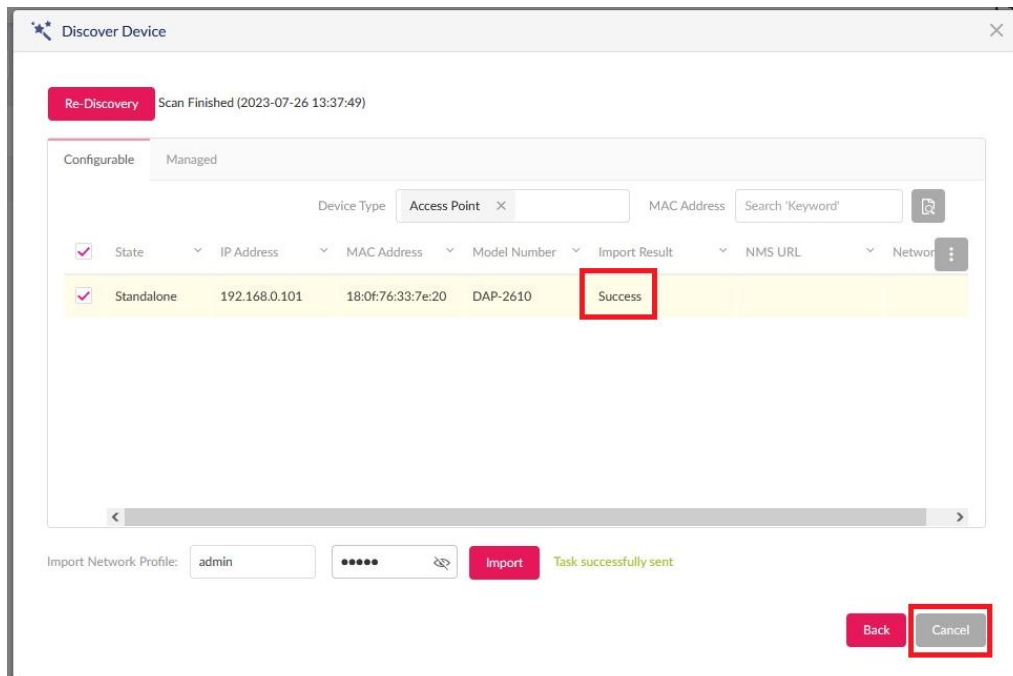 Discover Device
Re-Discovery Scan Finished (2023-07-26 13:37:49)
Configurable Managed
Device Type Access Point × MAC Address Search 'Keyword'
State IP Address MAC Address Model Number Import Result NMS URL Networ
Standalone 192.168.0.101 18:0f:76:33:7e:20 DAP-2610 Success
Import Network Profile: admin ••••• Import Task successfully sent
Back Cancel